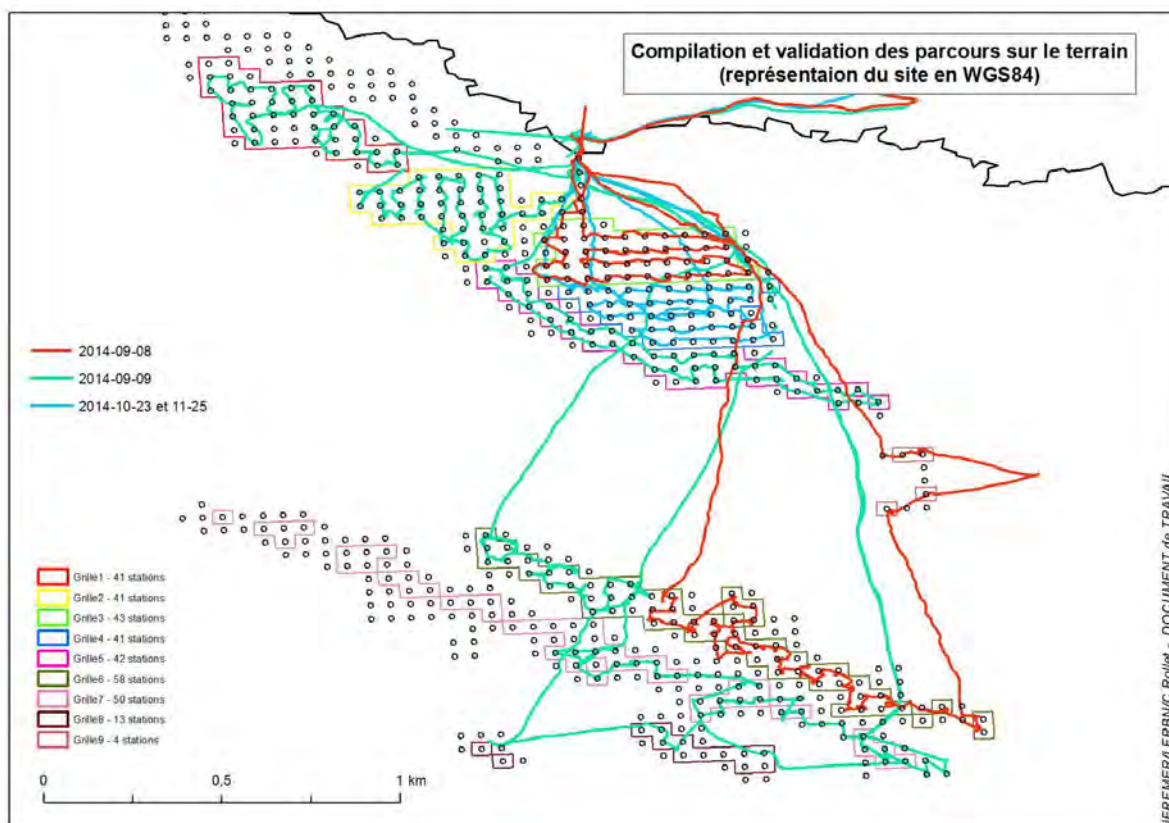 Compilation et validation des parcours sur le terrain
(représentaion du site en WGS84)
2014-09-08
2014-09-09
2014-10-23 et 11-25
Grille1 - 41 stations
Grille2 - 41 stations
Grille3 - 43 stations
Grille4 - 41 stations
Grille5 - 42 stations
Grille6 - 58 stations
Grille7 - 50 stations
Grille8 - 13 stations
Grille9 - 4 stations
0 0,5 1 km
IFREMER/LERBN/C.Rollet - DOCUMENT de TRAVAIL